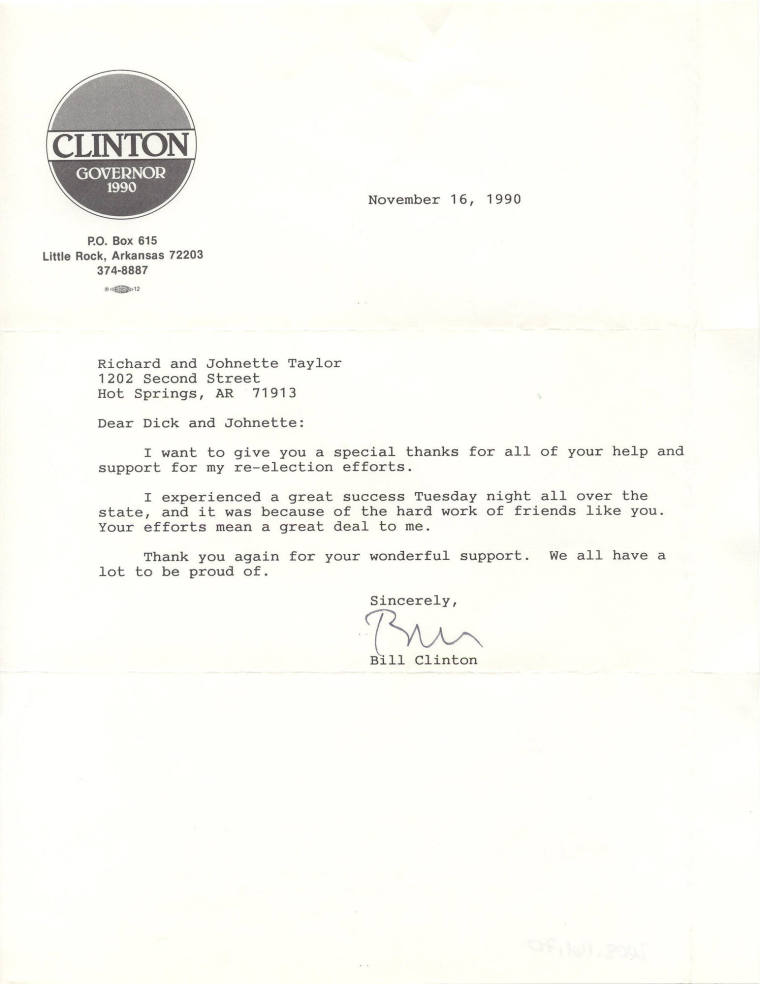 CLINTON
GOVERNOR
1990
P.O. Box 615
Little Rock, Arkansas 72203
374-8887
November 16, 1990
Richard and Johnette Taylor
1202 Second Street
Hot Springs, AR  71913
Dear Dick and Johnette:
I want to give you a special thanks for all of your help and
support for my re-election efforts.
I experienced a great success Tuesday night all over the
state, and it was because of the hard work of friends like you.
Your efforts mean a great deal to me.
Thank you again for your wonderful support.  We all have a
lot to be proud of.
Sincerely,
Bill
Bill Clinton